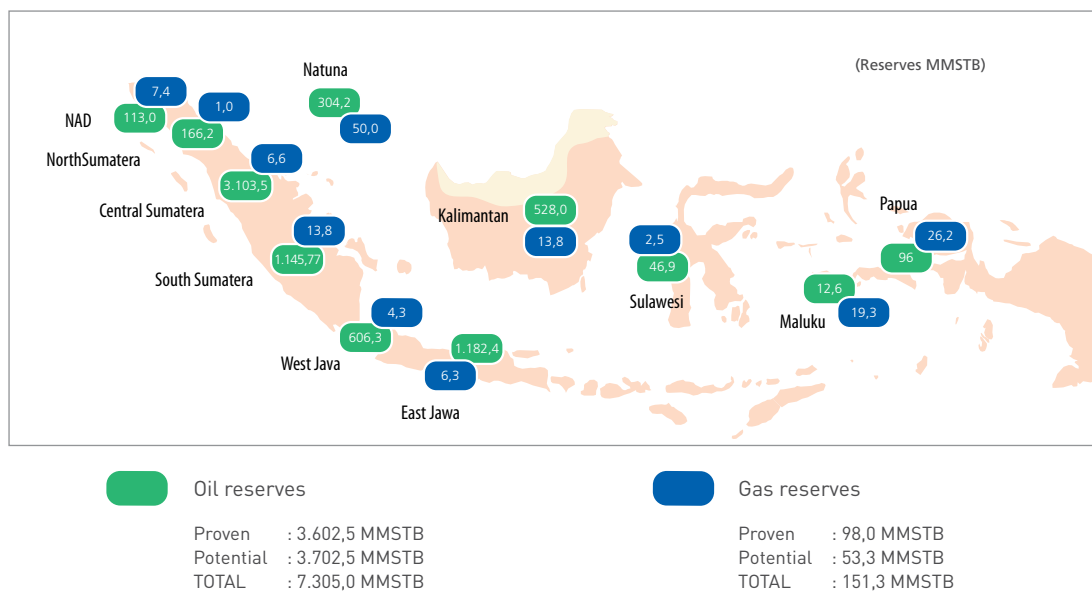 (Reserves MMSTB)
Natuna
304,2
50,0
7,4
113,0
NAD
1,0
166,2
NorthSumatera
6,6
3.103,5
Central Sumatera
13,8
1.145,77
South Sumatera
4,3
606,3
West Java
1.182,4
6,3
East Jawa
Kalimantan
528,0
13,8
2,5
46,9
Sulawesi
Papua
26,2
96
12,6
19,3
Maluku
Oil reserves
Proven : 3.602,5 MMSTB
Potential : 3.702,5 MMSTB
TOTAL : 7.305,0 MMSTB
Gas reserves
Proven : 98,0 MMSTB
Potential : 53,3 MMSTB
TOTAL : 151,3 MMSTB